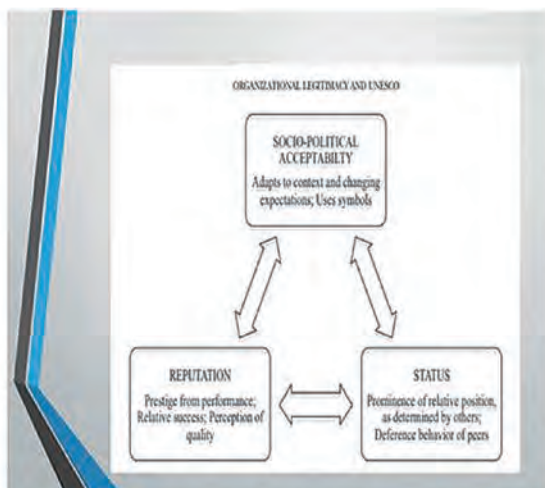 ORGANIZATIONAL LEGITIMACY AND UNESCO
SOCIO-POLITICAL
ACCEPTABILTY
Adapts to context and changing
expectations; Uses symbols
REPUTATION
Prestige from performance;
Relative success; Perception of
quality
STATUS
Prominence of relative position,
as determined by others;
Deference behavior of peers